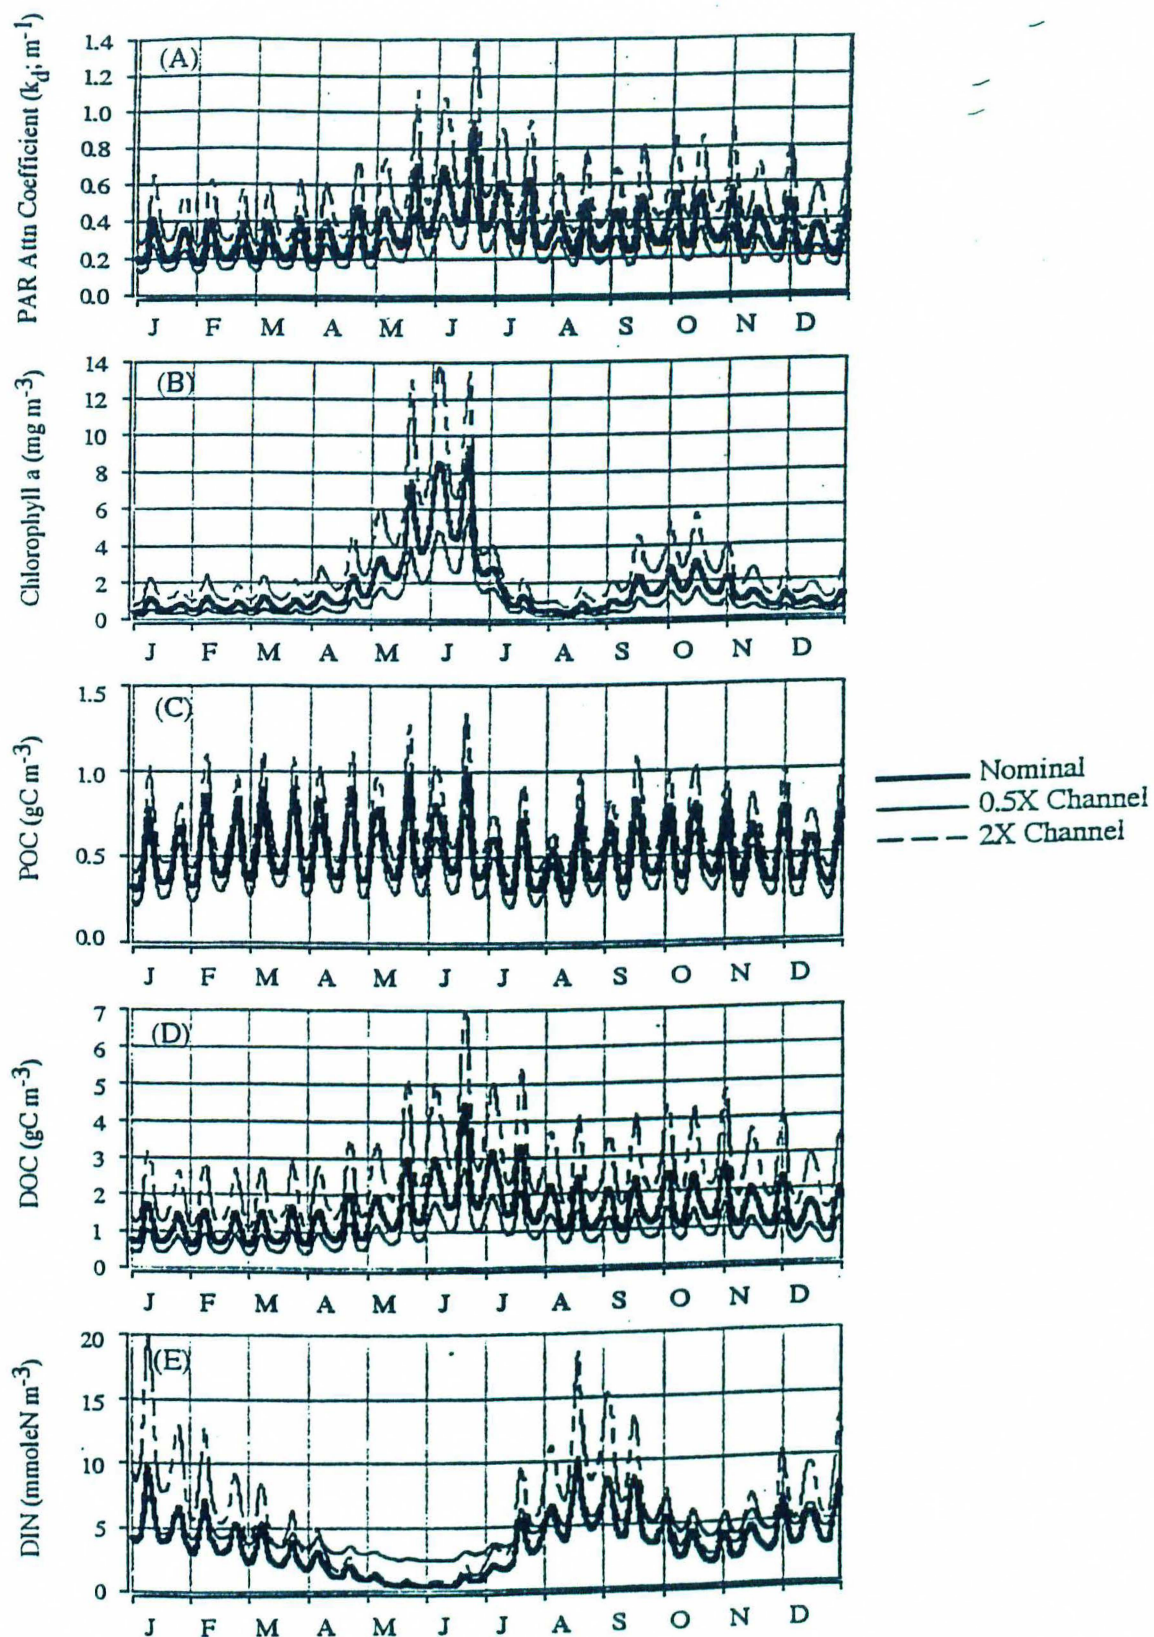 PAR Attn Coefficient (kd; m-1)
(A)
1.4
1.2
1.0
0.8
0.6
0.4
0.2
0.0
J F M A M J J A S O N D
Chlorophyll a (mg m-3)
(B)
14
12
10
8
6
4
2
0
J F M A M J J A S O N D
POC (gC m-3)
(C)
1.5
1.0
0.5
0.0
J F M A M J J A S O N D
Nominal
0.5X Channel
2X Channel
DOC (gC m-3)
(D)
7
6
5
4
3
2
1
0
J F M A M J J A S O N D
DIN (mmoleN m-3)
(E)
20
15
10
5
0
J F M A M J J A S O N D